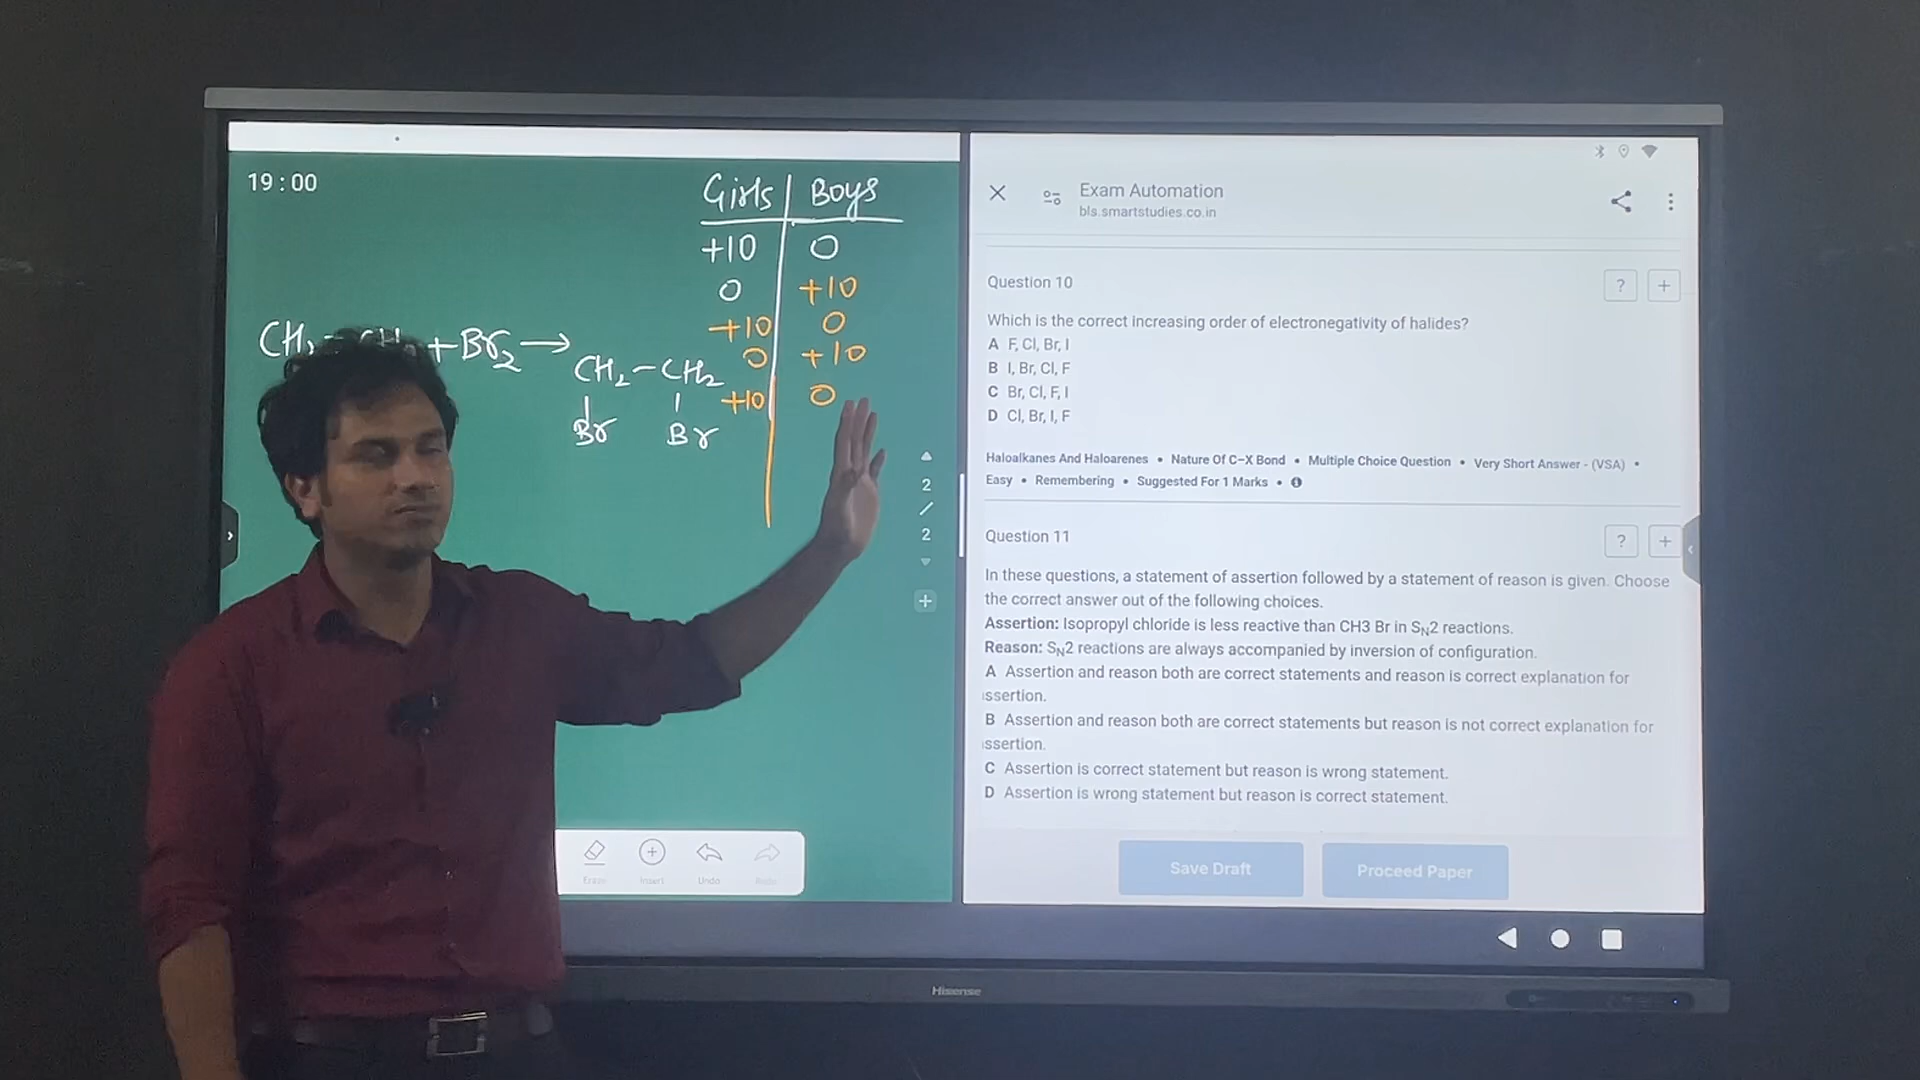 19:00
Girls | Boys
+10 0
0 +10
+10 0
0 +10
+10 0
+Br₂ →
CH₂-CH₂
Br Br
2
/
2
Erase Insert Undo Redo
Exam Automation
bls.smartstudies.co.in
Question 10
? +
Which is the correct increasing order of electronegativity of halides?
A F, Cl, Br, I
B I, Br, Cl, F
C Br, Cl, F, I
D Cl, Br, I, F
Haloalkanes And Haloarenes • Nature Of C–X Bond • Multiple Choice Question • Very Short Answer - (VSA) •
Easy • Remembering • Suggested For 1 Marks •
Question 11
? +
In these questions, a statement of assertion followed by a statement of reason is given. Choose
the correct answer out of the following choices.
Assertion: Isopropyl chloride is less reactive than CH3 Br in SN2 reactions.
Reason: SN2 reactions are always accompanied by inversion of configuration.
A Assertion and reason both are correct statements and reason is correct explanation for
ssertion.
B Assertion and reason both are correct statements but reason is not correct explanation for
ssertion.
C Assertion is correct statement but reason is wrong statement.
D Assertion is wrong statement but reason is correct statement.
Save Draft Proceed Paper
Hisense